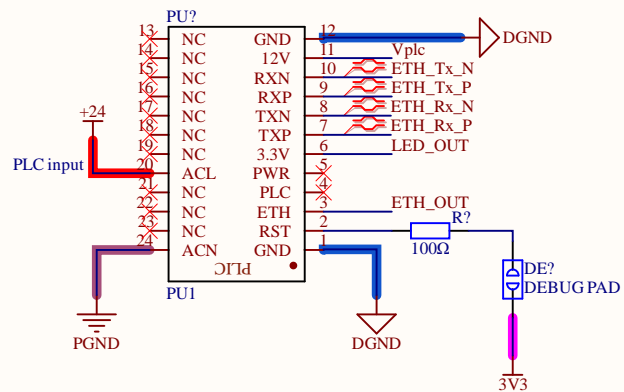 PU?
13 NC GND 12 DGND
14 NC 12V 11 Vplc
15 NC RXN 10 ETH_Tx_N
16 NC RXP 9 ETH_Tx_P
17 NC TXN 8 ETH_Rx_N
18 NC TXP 7 ETH_Rx_P
19 NC 3.3V 6 LED_OUT
+24
PLC input
20 ACL PWR 5
21 NC PLC 4
22 NC ETH 3 ETH_OUT
23 NC RST 2 R?
100Ω
24 ACN GND 1
PLIC
PU1
DE?
DEBUG PAD
PGND
DGND
3V3